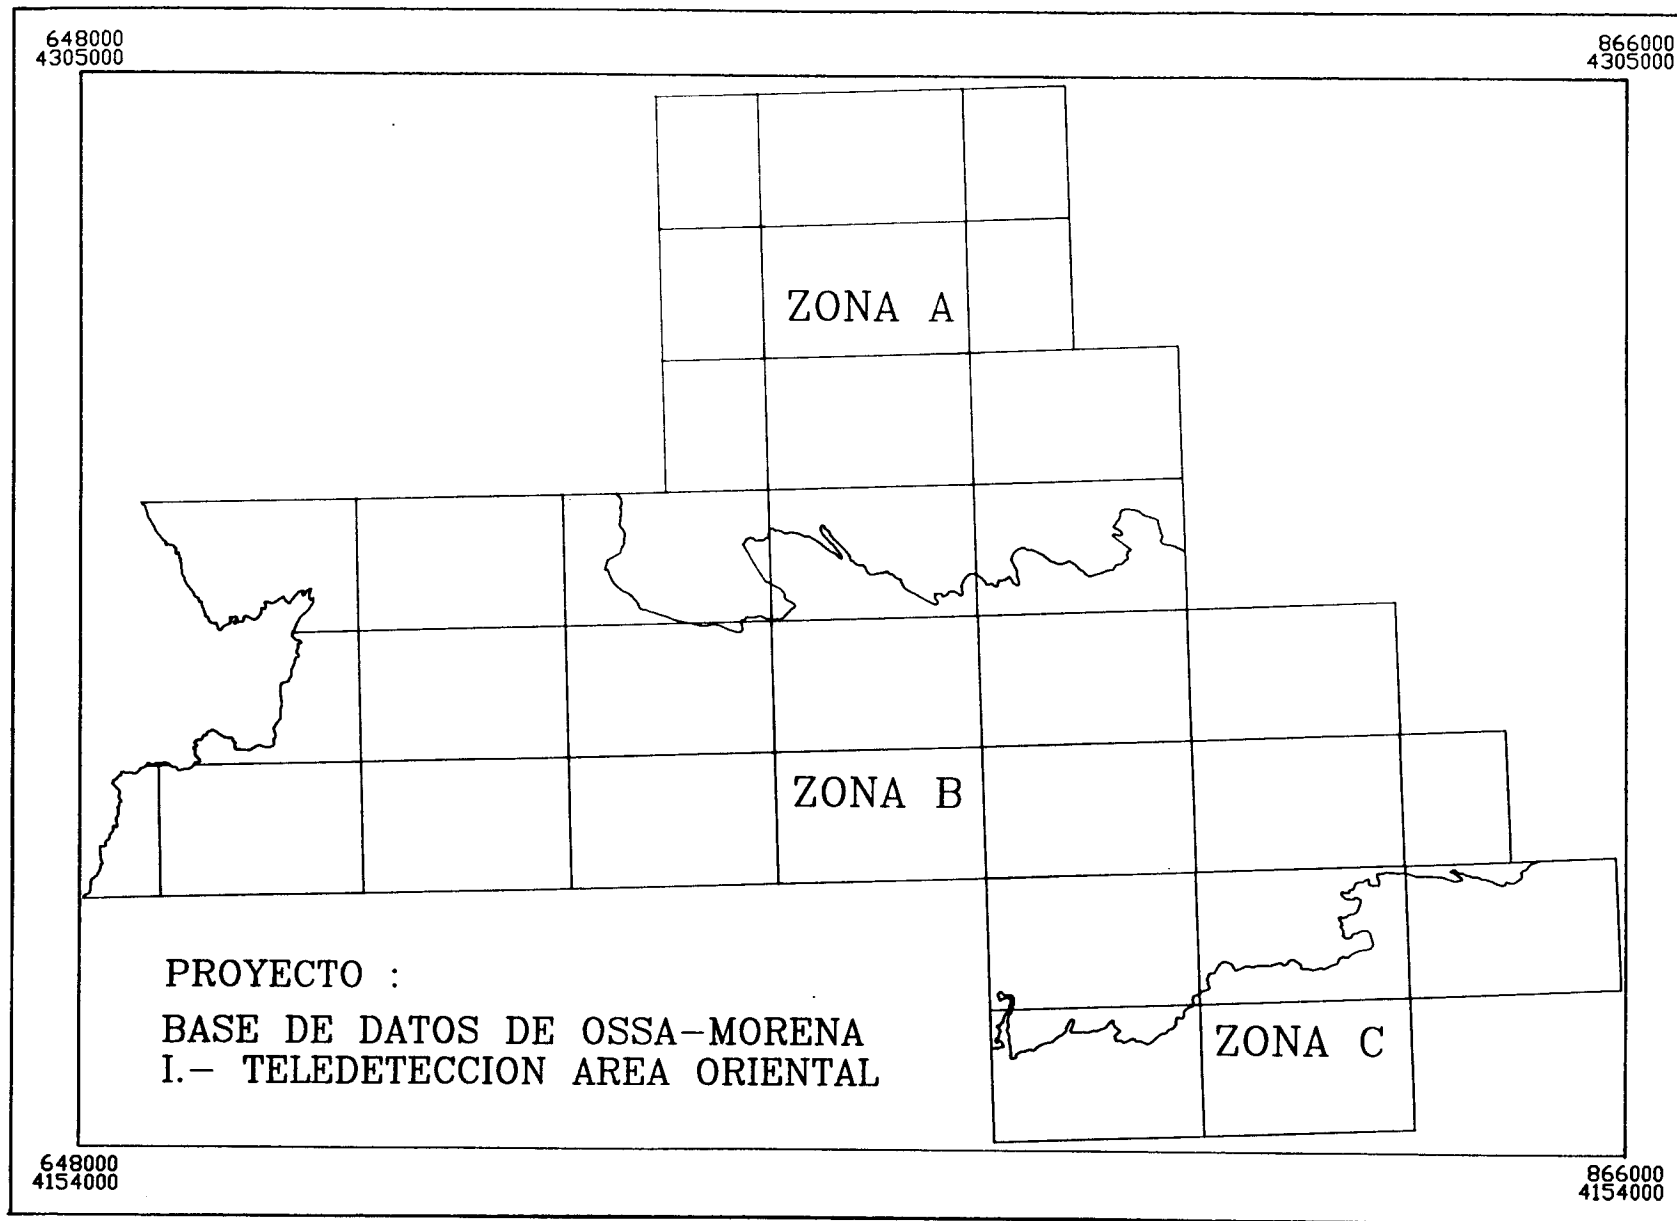 648000
4305000
866000
4305000
ZONA A
ZONA B
PROYECTO :
BASE DE DATOS DE OSSA-MORENA
I.- TELEDETECCION AREA ORIENTAL
ZONA C
648000
4154000
866000
4154000